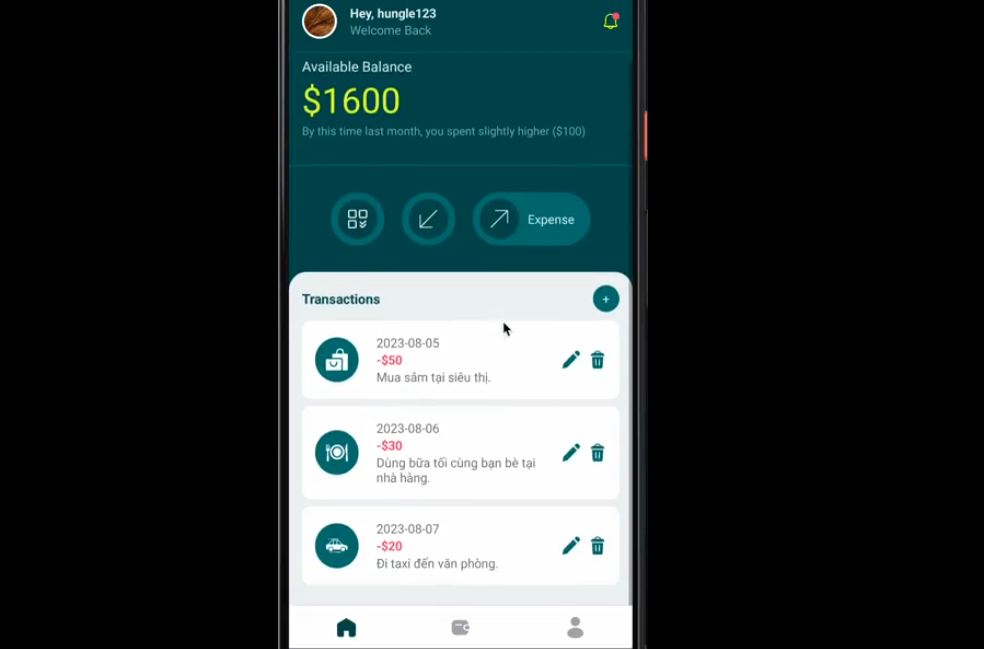 Hey, hungle123
Welcome Back
Available Balance
$1600
By this time last month, you spent slightly higher ($100)
Expense
Transactions
+
2023-08-05
-$50
Mua sắm tại siêu thị.
2023-08-06
-$30
Dùng bữa tối cùng bạn bè tại
nhà hàng.
2023-08-07
-$20
Đi taxi đến văn phòng.